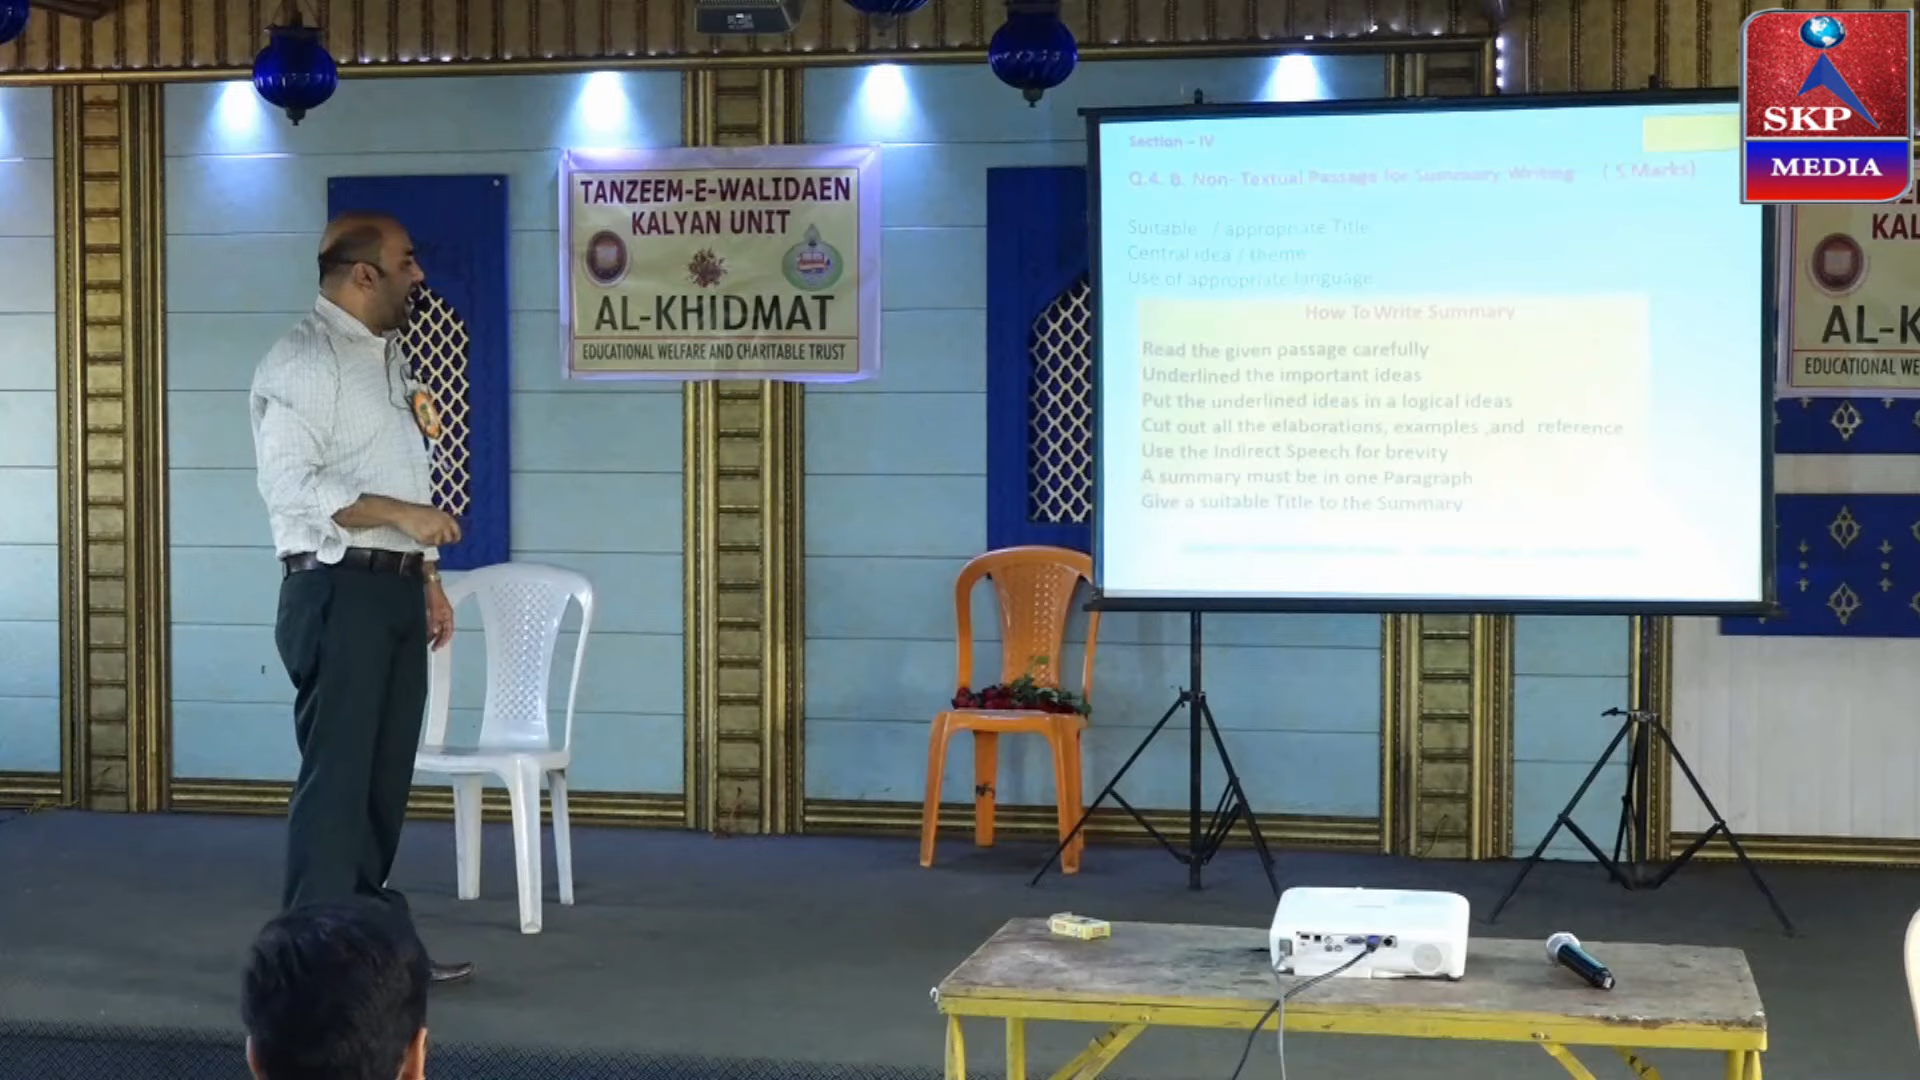 TANZEEM-E-WALIDAEN
KALYAN UNIT
AL-KHIDMAT
EDUCATIONAL WELFARE AND CHARITABLE TRUST
Section - IV
Q.4. B. Non- Textual Passage for Summary Writing ( 5 Marks)
Suitable / appropriate Title
Central idea / theme
Use of appropriate language
How To Write Summary
Read the given passage carefully
Underlined the important ideas
Put the underlined ideas in a logical ideas
Cut out all the elaborations, examples ,and reference
Use the Indirect Speech for brevity
A summary must be in one Paragraph
Give a suitable Title to the Summary
SKP
MEDIA
KAL
AL-K
EDUCATIONAL WE